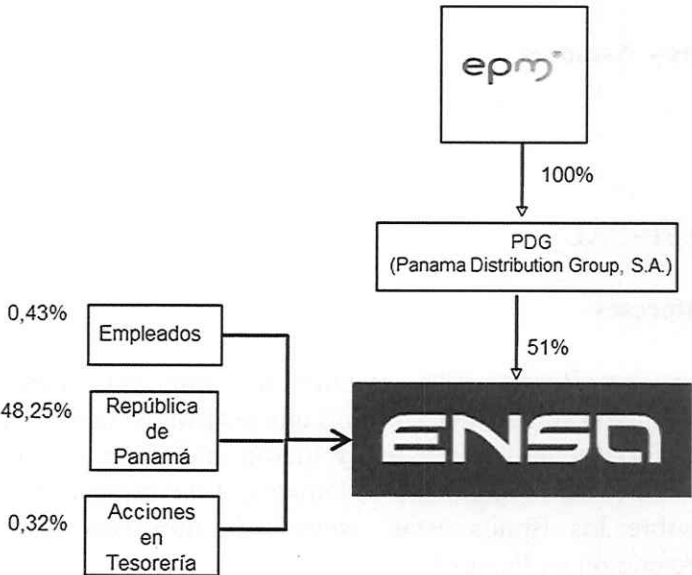 epm®
100%
PDG
(Panama Distribution Group, S.A.)
51%
0,43%
Empleados
48,25%
República
de
Panamá
0,32%
Acciones
en
Tesorería
ENSA